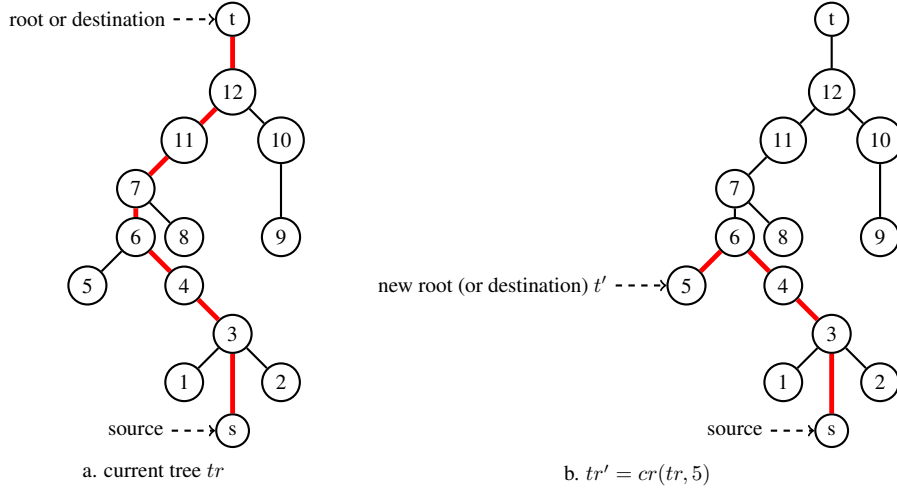 root or destination t
12
11 10
7
6 8 9
5 4
3
1 2
source s
a. current tree tr
t
12
11 10
7
6 8 9
new root (or destination) t′ 5 4
3
1 2
source s
b. tr′ = cr(tr, 5)